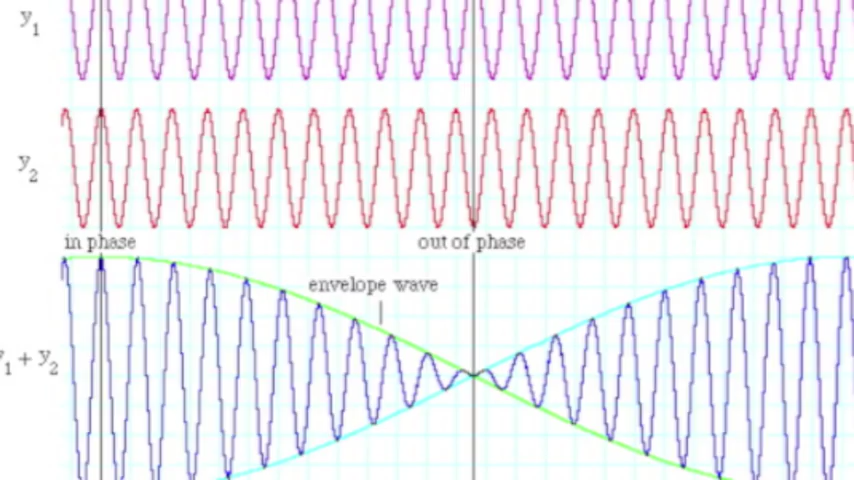 y1
y2
in phase
out of phase
envelope wave
y1 + y2